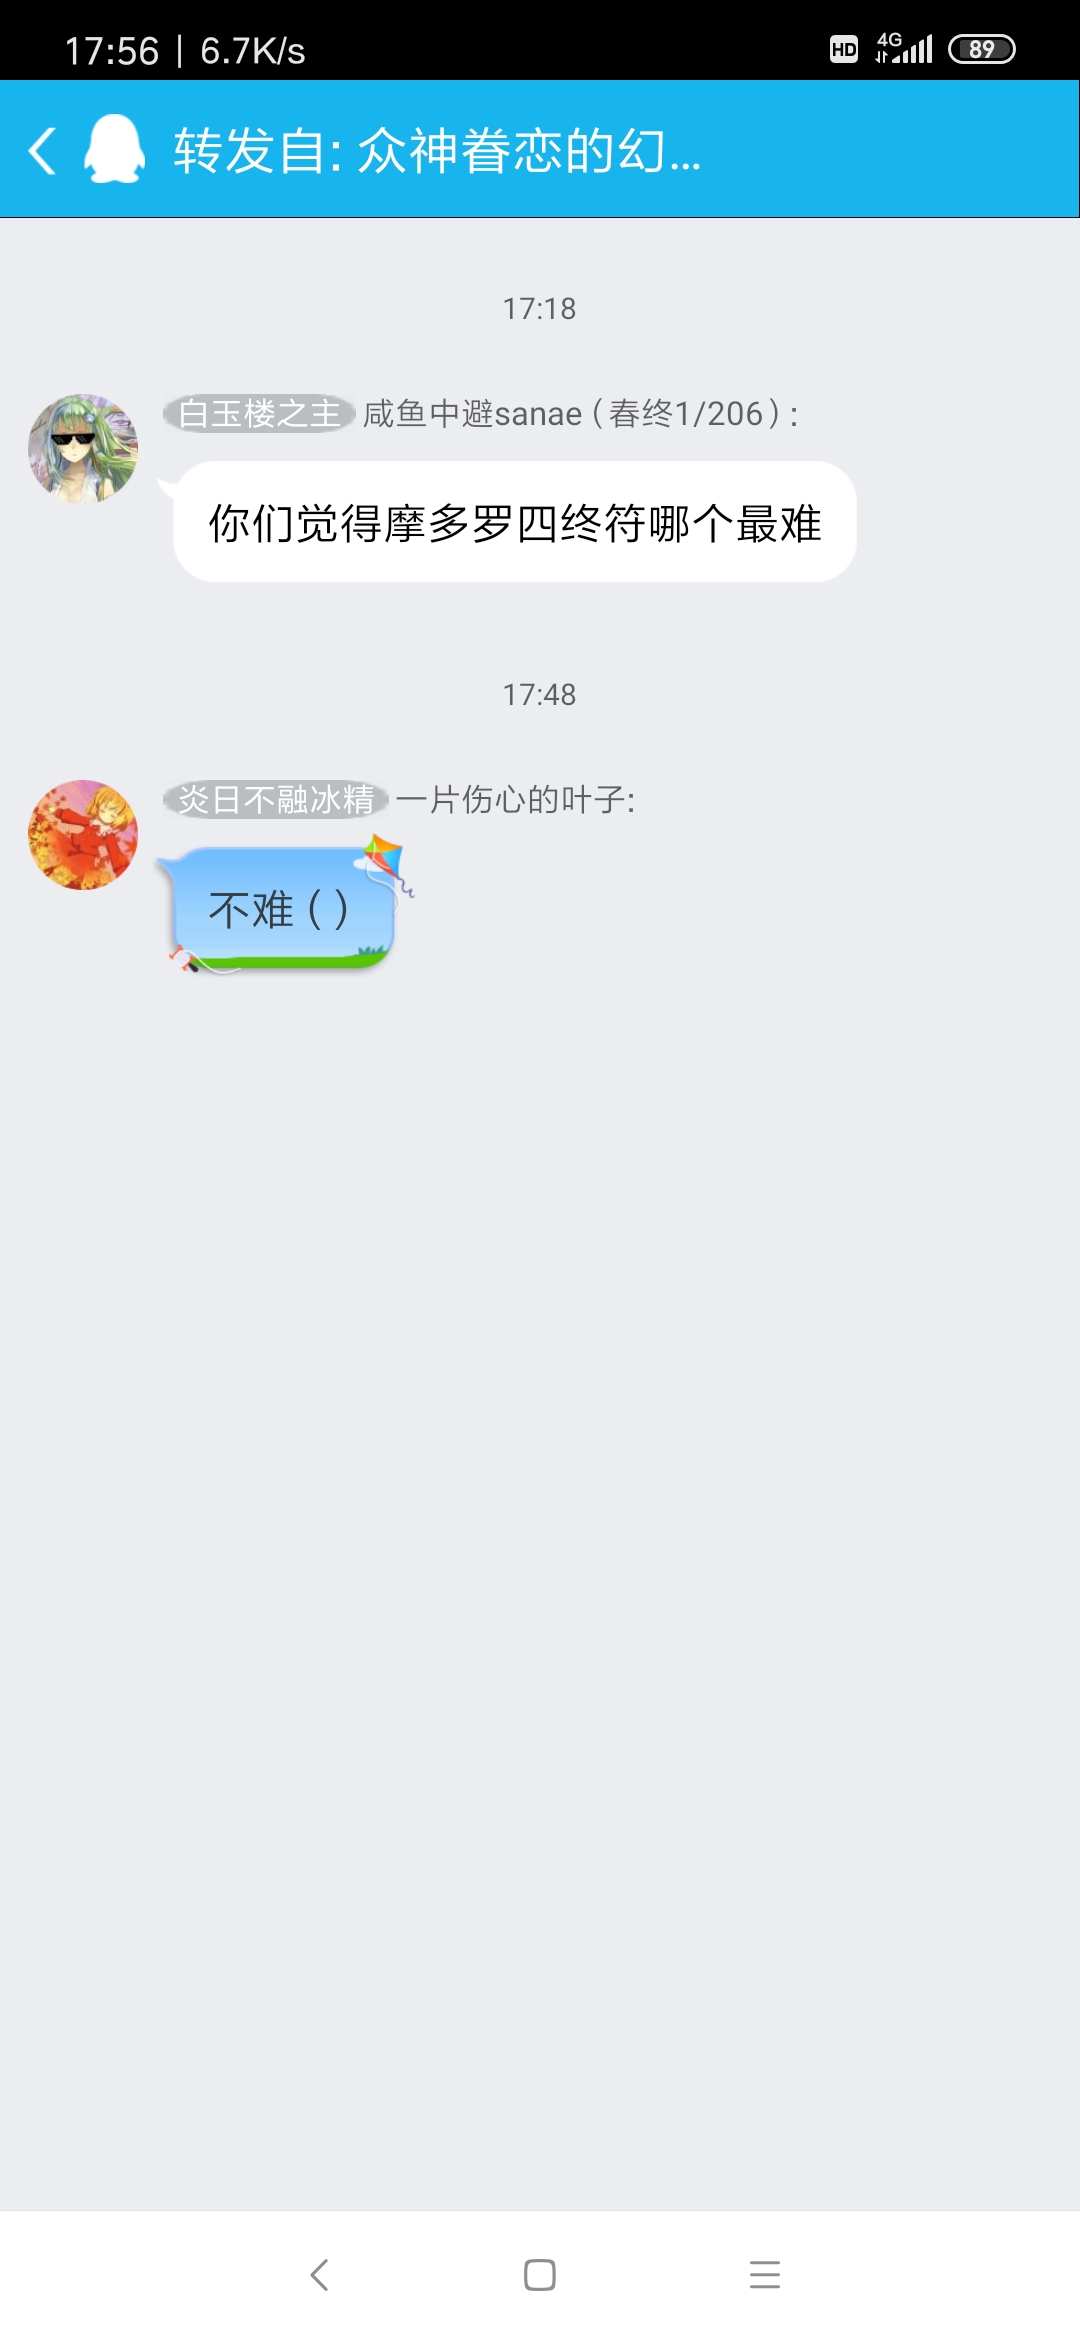 17:56 | 6.7K/s
HD 4G 89
转发自: 众神眷恋的幻...
17:18
白玉楼之主 咸鱼中避sanae（春终1/206）:
你们觉得摩多罗四终符哪个最难
17:48
炎日不融冰精 一片伤心的叶子:
不难（）